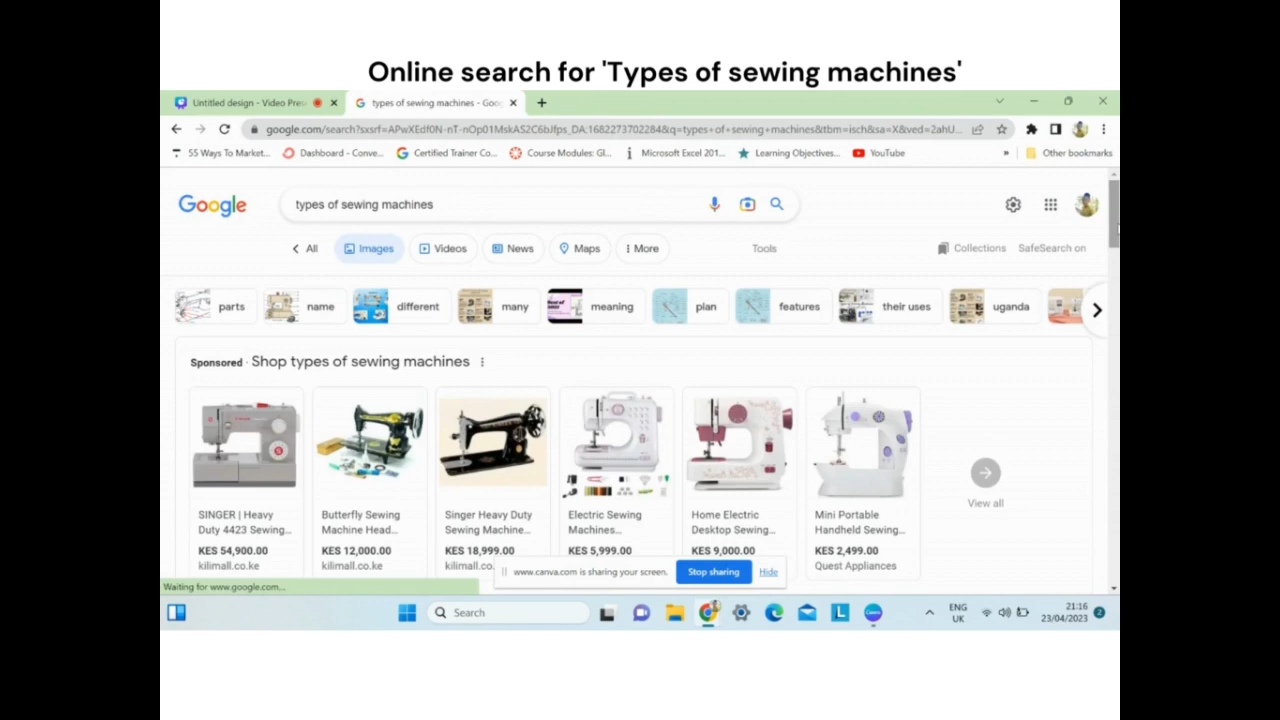 Online search for 'Types of sewing machines'
Untitled design - Video Pres
types of sewing machines - Goog
google.com/search?sxsrf=APwXEdf0N-nT-nOp01MskAS2C6bJfps_DA:1682273702284&q=types+of+sewing+machines&tbm=isch&sa=X&ved=2ahU...
55 Ways To Market... Dashboard - Conve... Certified Trainer Co... Course Modules: Gl... Microsoft Excel 201... Learning Objectives... YouTube » Other bookmarks
Google types of sewing machines
All Images Videos News Maps More Tools Collections SafeSearch on
parts name different many meaning plan features their uses uganda
Sponsored · Shop types of sewing machines
SINGER | Heavy
Duty 4423 Sewing...
KES 54,900.00
kilimall.co.ke
Butterfly Sewing
Machine Head...
KES 12,000.00
kilimall.co.ke
Singer Heavy Duty
Sewing Machine...
KES 18,999.00
kilimall.co.
Electric Sewing
Machines...
KES 5,999.00
Home Electric
Desktop Sewing...
KES 9,000.00
Mini Portable
Handheld Sewing...
KES 2,499.00
Quest Appliances
View all
www.canva.com is sharing your screen. Stop sharing Hide
Waiting for www.google.com...
Search
ENG
UK
21:16
23/04/2023
2